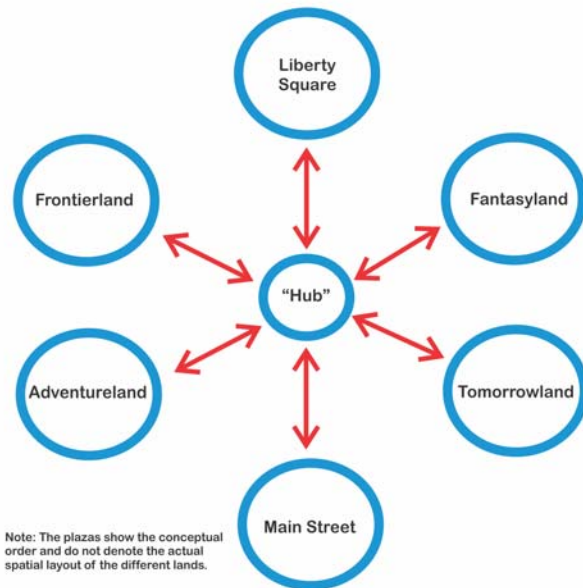 Liberty
Square
Frontierland
Fantasyland
“Hub”
Adventureland
Tomorrowland
Main Street
Note: The plazas show the conceptual
order and do not denote the actual
spatial layout of the different lands.